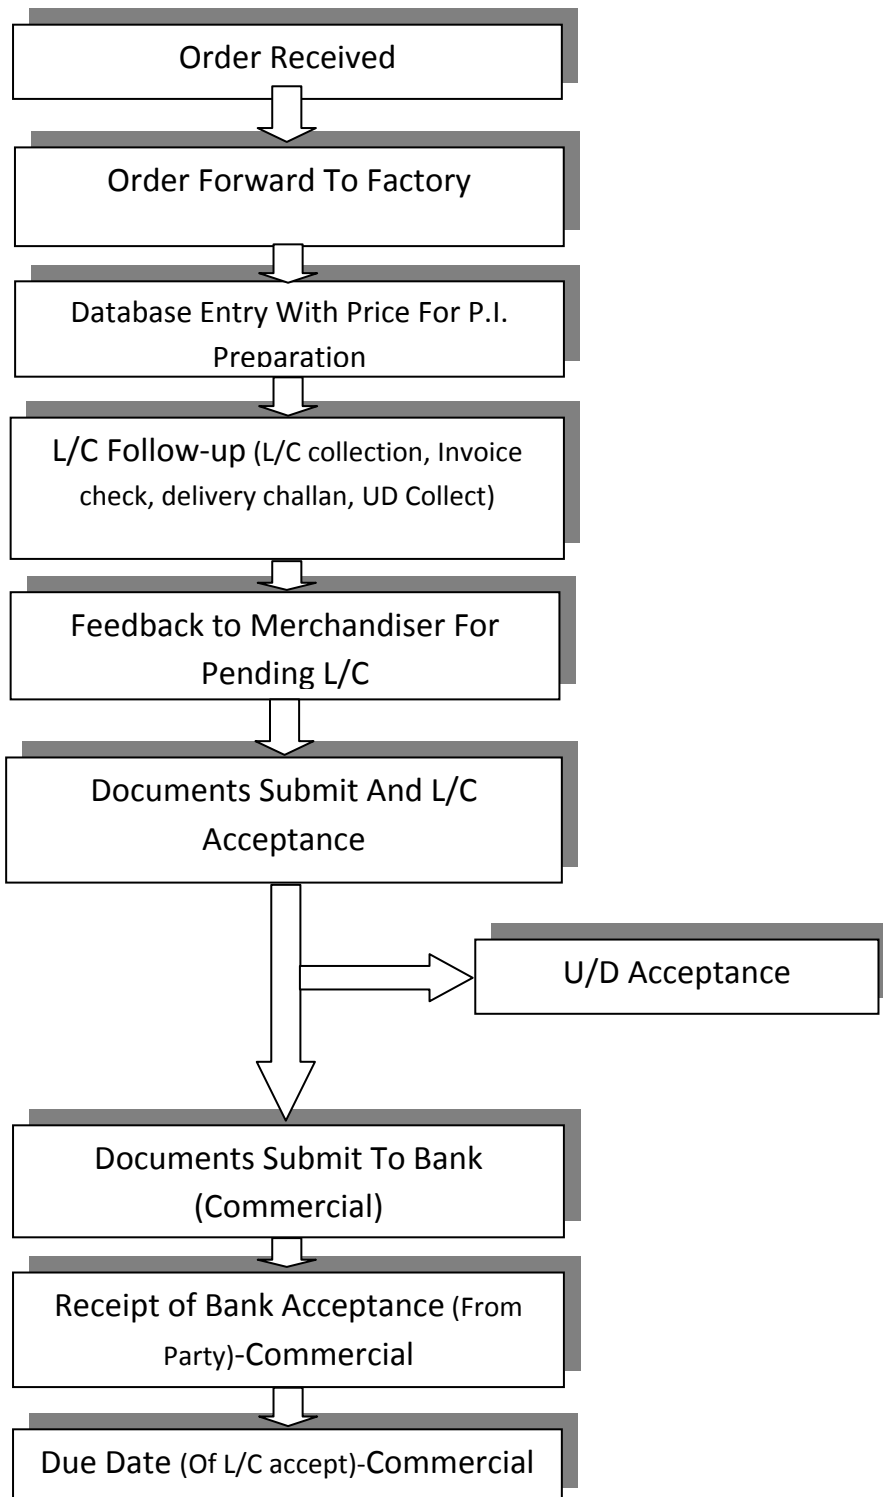 Order Received
Order Forward To Factory
Database Entry With Price For P.I.
Preparation
L/C Follow-up (L/C collection, Invoice
check, delivery challan, UD Collect)
Feedback to Merchandiser For
Pending L/C
Documents Submit And L/C
Acceptance
U/D Acceptance
Documents Submit To Bank
(Commercial)
Receipt of Bank Acceptance (From
Party)-Commercial
Due Date (Of L/C accept)-Commercial